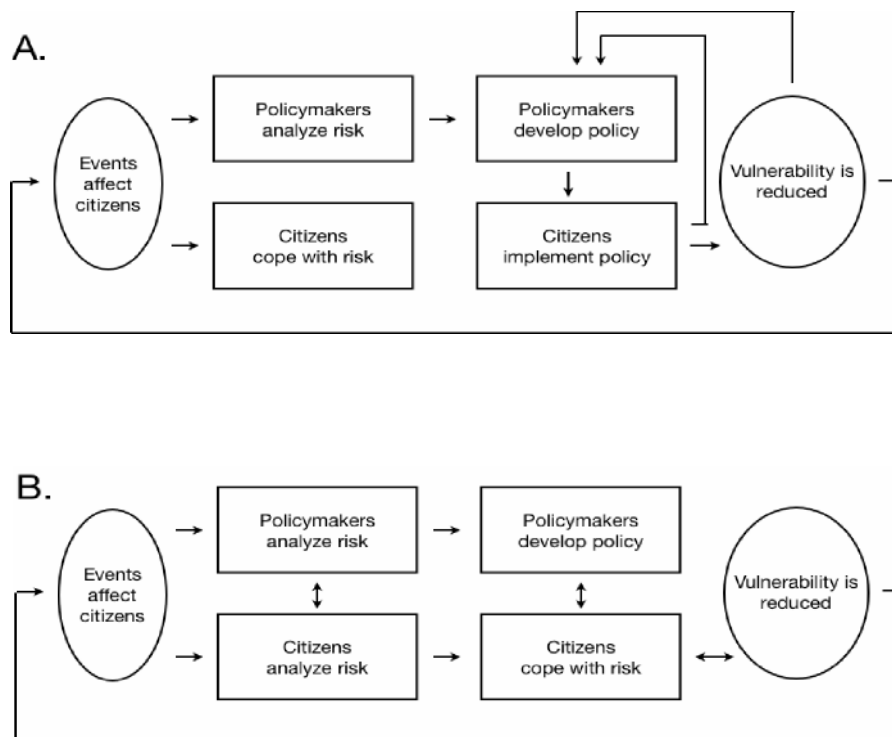 A.
Events
affect
citizens
Policymakers
analyze risk
Policymakers
develop policy
Citizens
cope with risk
Citizens
implement policy
Vulnerability is
reduced
B.
Events
affect
citizens
Policymakers
analyze risk
Policymakers
develop policy
Citizens
analyze risk
Citizens
cope with risk
Vulnerability is
reduced